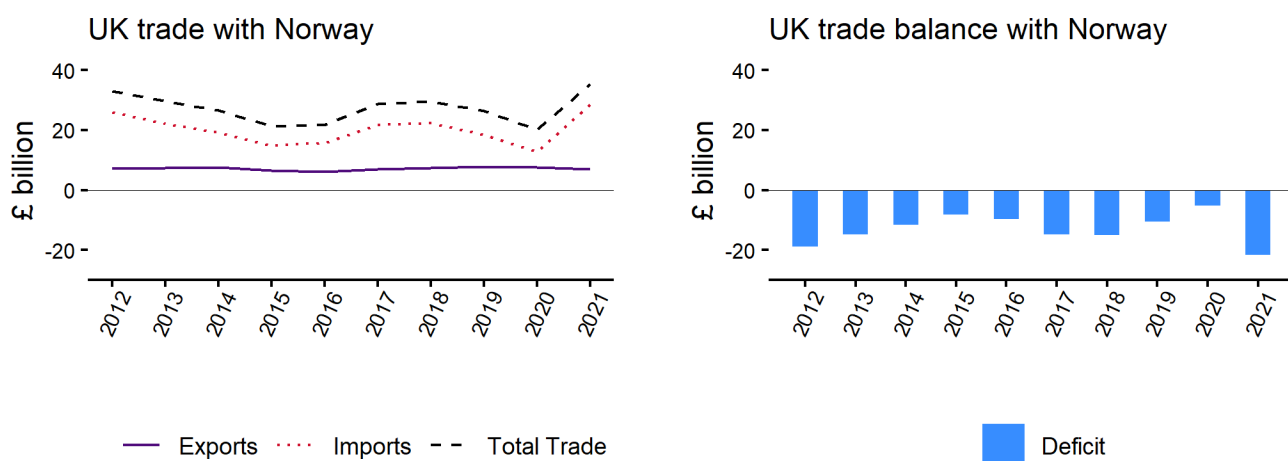 UK trade with Norway
£ billion
40
20
0
-20
2012 2013 2014 2015 2016 2017 2018 2019 2020 2021
Exports Imports Total Trade
UK trade balance with Norway
£ billion
40
20
0
-20
2012 2013 2014 2015 2016 2017 2018 2019 2020 2021
Deficit